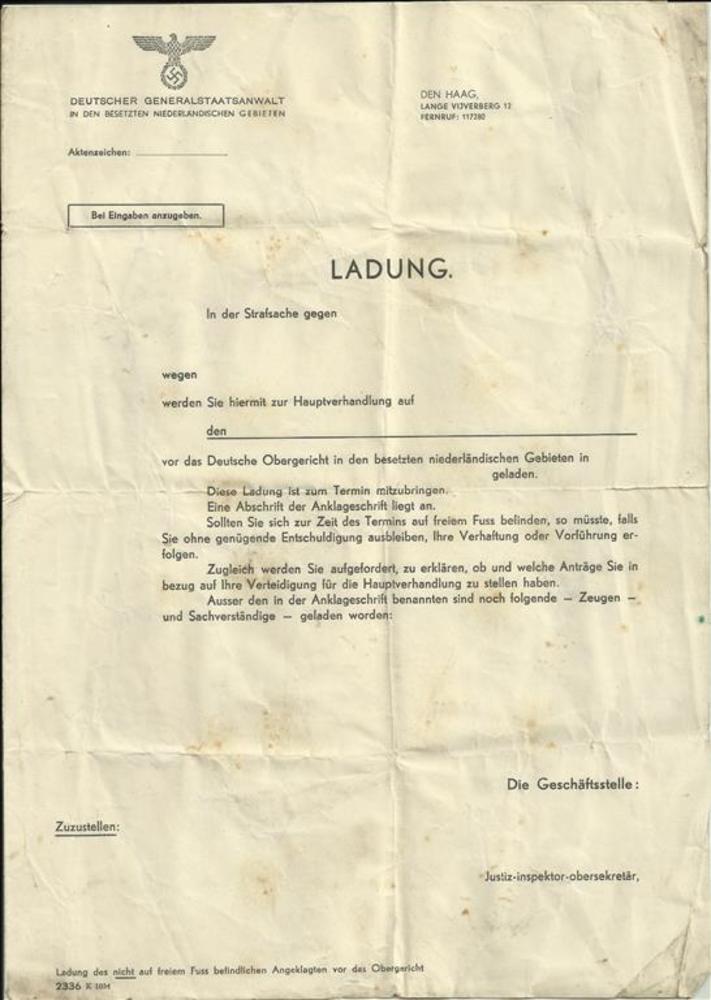 DEUTSCHER GENERALSTAATSANWALT
IN DEN BESETZTEN NIEDERLÄNDISCHEN GEBIETEN
DEN HAAG,
LANGE VIJVERBERG 12
FERNRUF: 117280
Aktenzeichen:
Bei Eingaben anzugeben.
LADUNG.
In der Strafsache gegen
wegen
werden Sie hiermit zur Hauptverhandlung auf
den
vor das Deutsche Obergericht in den besetzten niederländischen Gebieten in
geladen.
Diese Ladung ist zum Termin mitzubringen.
Eine Abschrift der Anklageschrift liegt an.
Sollten Sie sich zur Zeit des Termins auf freiem Fuss befinden, so müsste, falls
Sie ohne genügende Entschuldigung ausbleiben, Ihre Verhaftung oder Vorführung er-
folgen.
Zugleich werden Sie aufgefordert, zu erklären, ob und welche Anträge Sie in
bezug auf Ihre Verteidigung für die Hauptverhandlung zu stellen haben.
Ausser den in der Anklageschrift benannten sind noch folgende — Zeugen —
und Sachverständige — geladen worden:
Die Geschäftsstelle:
Zuzustellen:
Justiz-inspektor-obersekretär,
Ladung des nicht auf freiem Fuss befindlichen Angeklagten vor das Obergericht
2336 K 1034